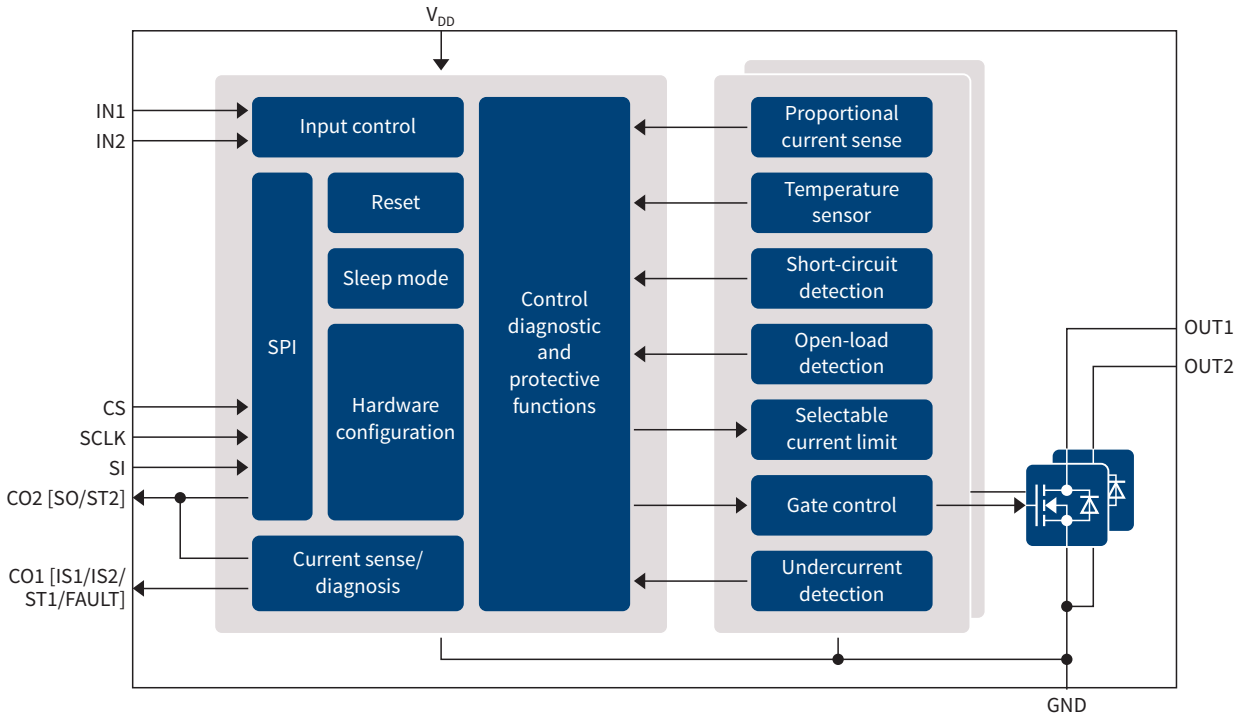 VDD
IN1
IN2
Input control
Reset
Sleep mode
SPI
Hardware
configuration
Current sense/
diagnosis
CS
SCLK
SI
CO2 [SO/ST2]
CO1 [IS1/IS2/
ST1/FAULT]
Control
diagnostic
and
protective
functions
Proportional
current sense
Temperature
sensor
Short-circuit
detection
Open-load
detection
Selectable
current limit
Gate control
Undercurrent
detection
OUT1
OUT2
GND